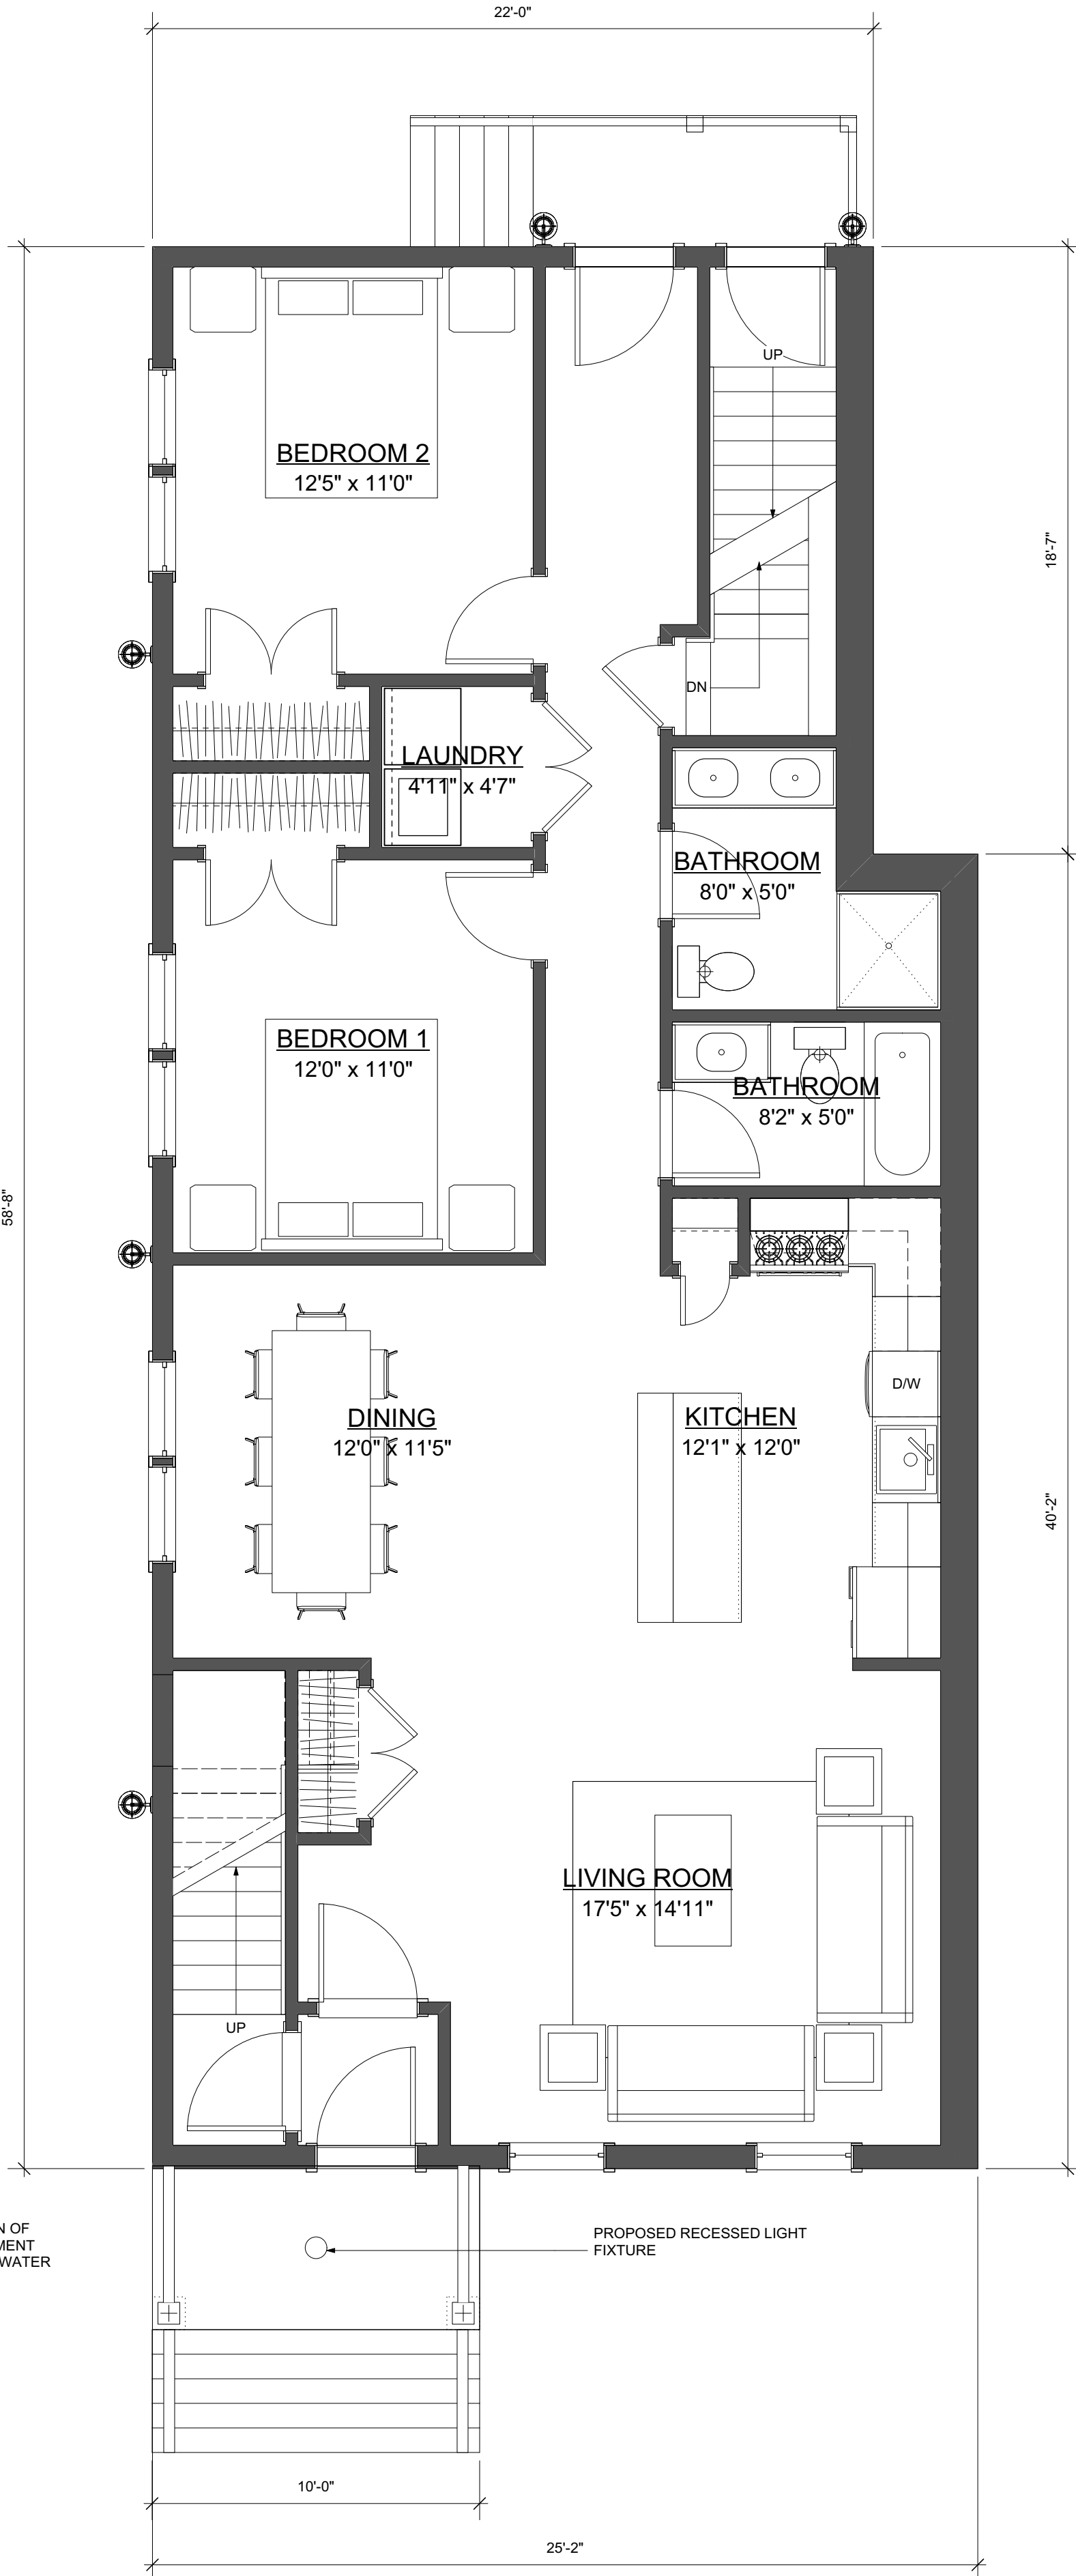 22'-0"
UP
BEDROOM 2
12'5" x 11'0"
18'-7"
DN
LAUNDRY
4'11" x 4'7"
BATHROOM
8'0" x 5'0"
BEDROOM 1
12'0" x 11'0"
BATHROOM
8'2" x 5'0"
58'-8"
D/W
DINING
12'0" x 11'5"
KITCHEN
12'1" x 12'0"
40'-2"
LIVING ROOM
17'5" x 14'11"
UP
N OF
MENT
WATER
PROPOSED RECESSED LIGHT
FIXTURE
10'-0"
25'-2"